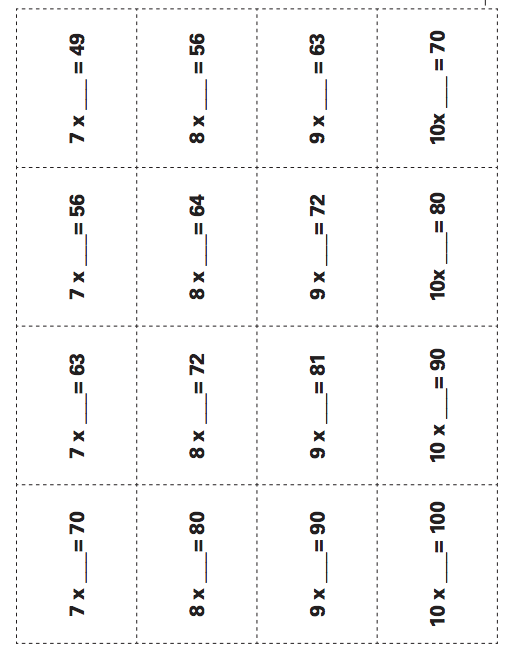 7 x ___= 70
7 x ___= 63
7 x ___= 56
7 x ___ = 49
8 x ___= 80
8 x ___= 72
8 x ___= 64
8 x ___ = 56
9 x ___= 90
9 x ___= 81
9 x ___= 72
9 x ___ = 63
10 x ___= 100
10 x ___= 90
10x ___= 80
10x ___ = 70